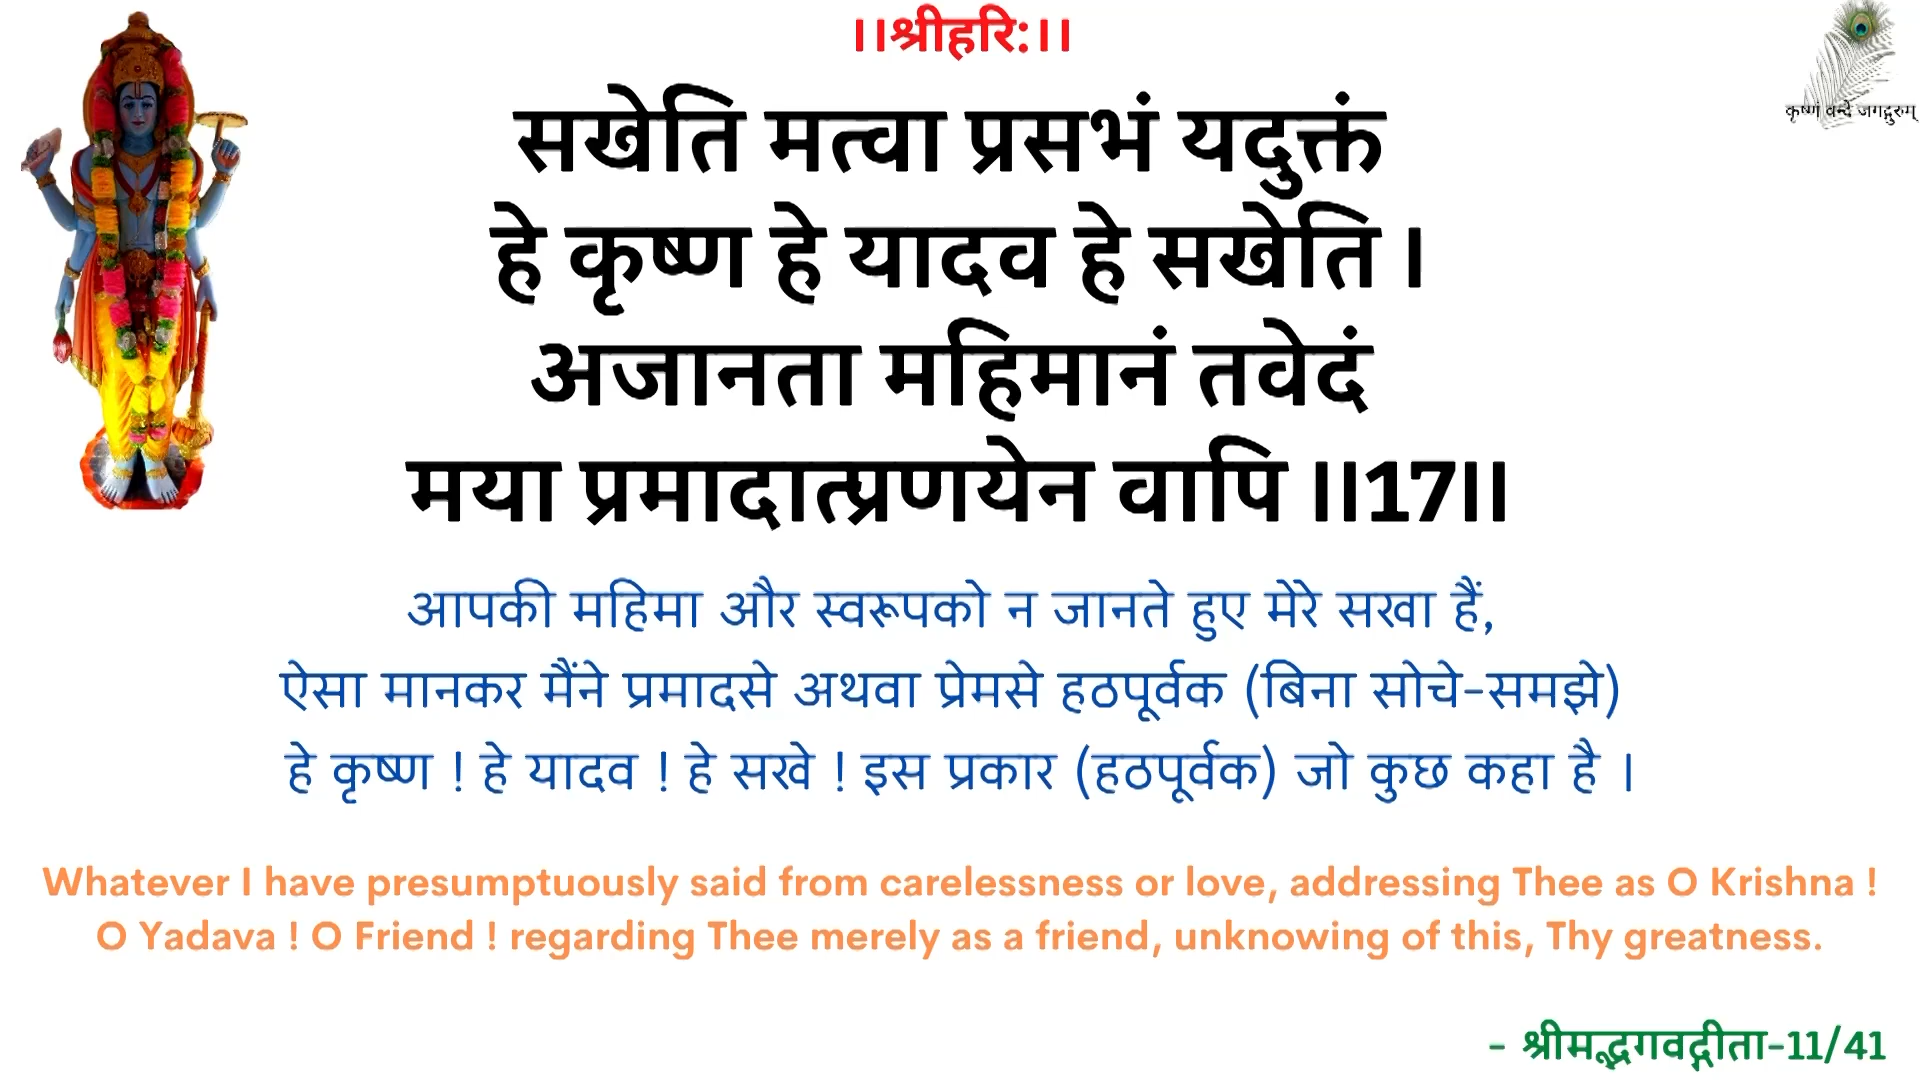 ।।श्रीहरि:।।
कृष्णं वन्दे जगद्गुरुम्
सखेति मत्वा प्रसभं यदुक्तं
हे कृष्ण हे यादव हे सखेति ।
अजानता महिमानं तवेदं
मया प्रमादात्प्रणयेन वापि ।।17।।
आपकी महिमा और स्वरूपको न जानते हुए मेरे सखा हैं,
ऐसा मानकर मैंने प्रमादसे अथवा प्रेमसे हठपूर्वक (बिना सोचे-समझे)
हे कृष्ण ! हे यादव ! हे सखे ! इस प्रकार (हठपूर्वक) जो कुछ कहा है ।
Whatever I have presumptuously said from carelessness or love, addressing Thee as O Krishna !
O Yadava ! O Friend ! regarding Thee merely as a friend, unknowing of this, Thy greatness.
- श्रीमद्भगवद्गीता-11/41